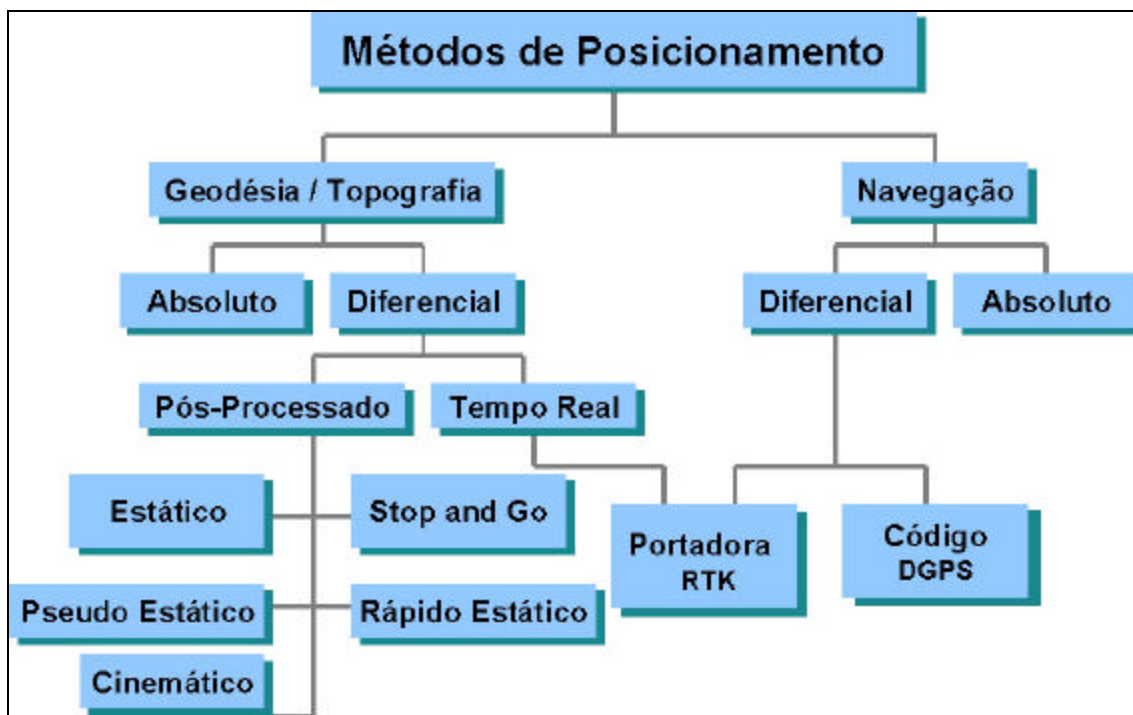 Métodos de Posicionamento
Geodésia / Topografia
Navegação
Absoluto
Diferencial
Diferencial
Absoluto
Pós-Processado
Tempo Real
Estático
Stop and Go
Portadora
RTK
Código
DGPS
Pseudo Estático
Rápido Estático
Cinemático